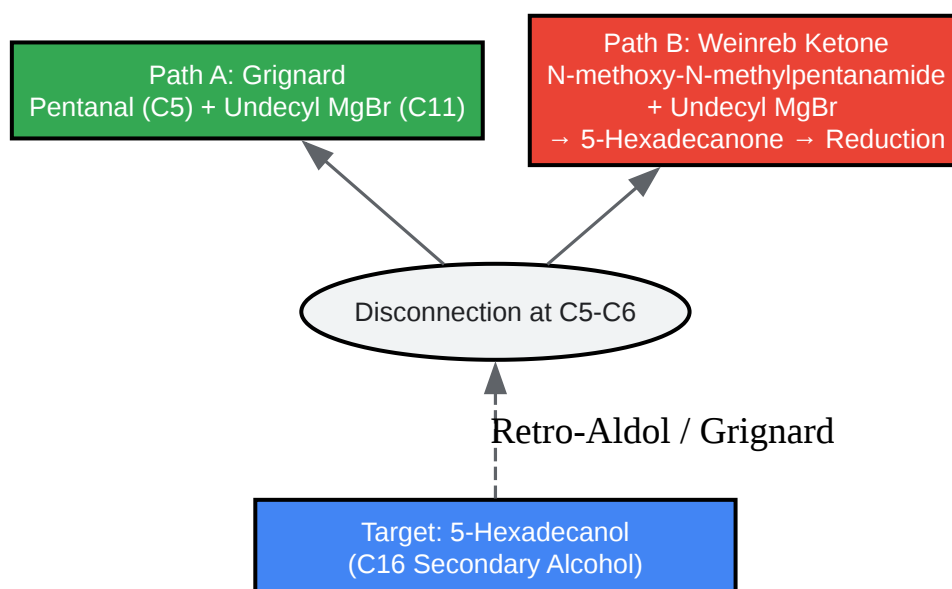 Path A: Grignard
Pentanal (C5) + Undecyl MgBr (C11)
Path B: Weinreb Ketone
N-methoxy-N-methylpentanamide
+ Undecyl MgBr
→ 5-Hexadecanone → Reduction
Disconnection at C5-C6
Retro-Aldol / Grignard
Target: 5-Hexadecanol
(C16 Secondary Alcohol)